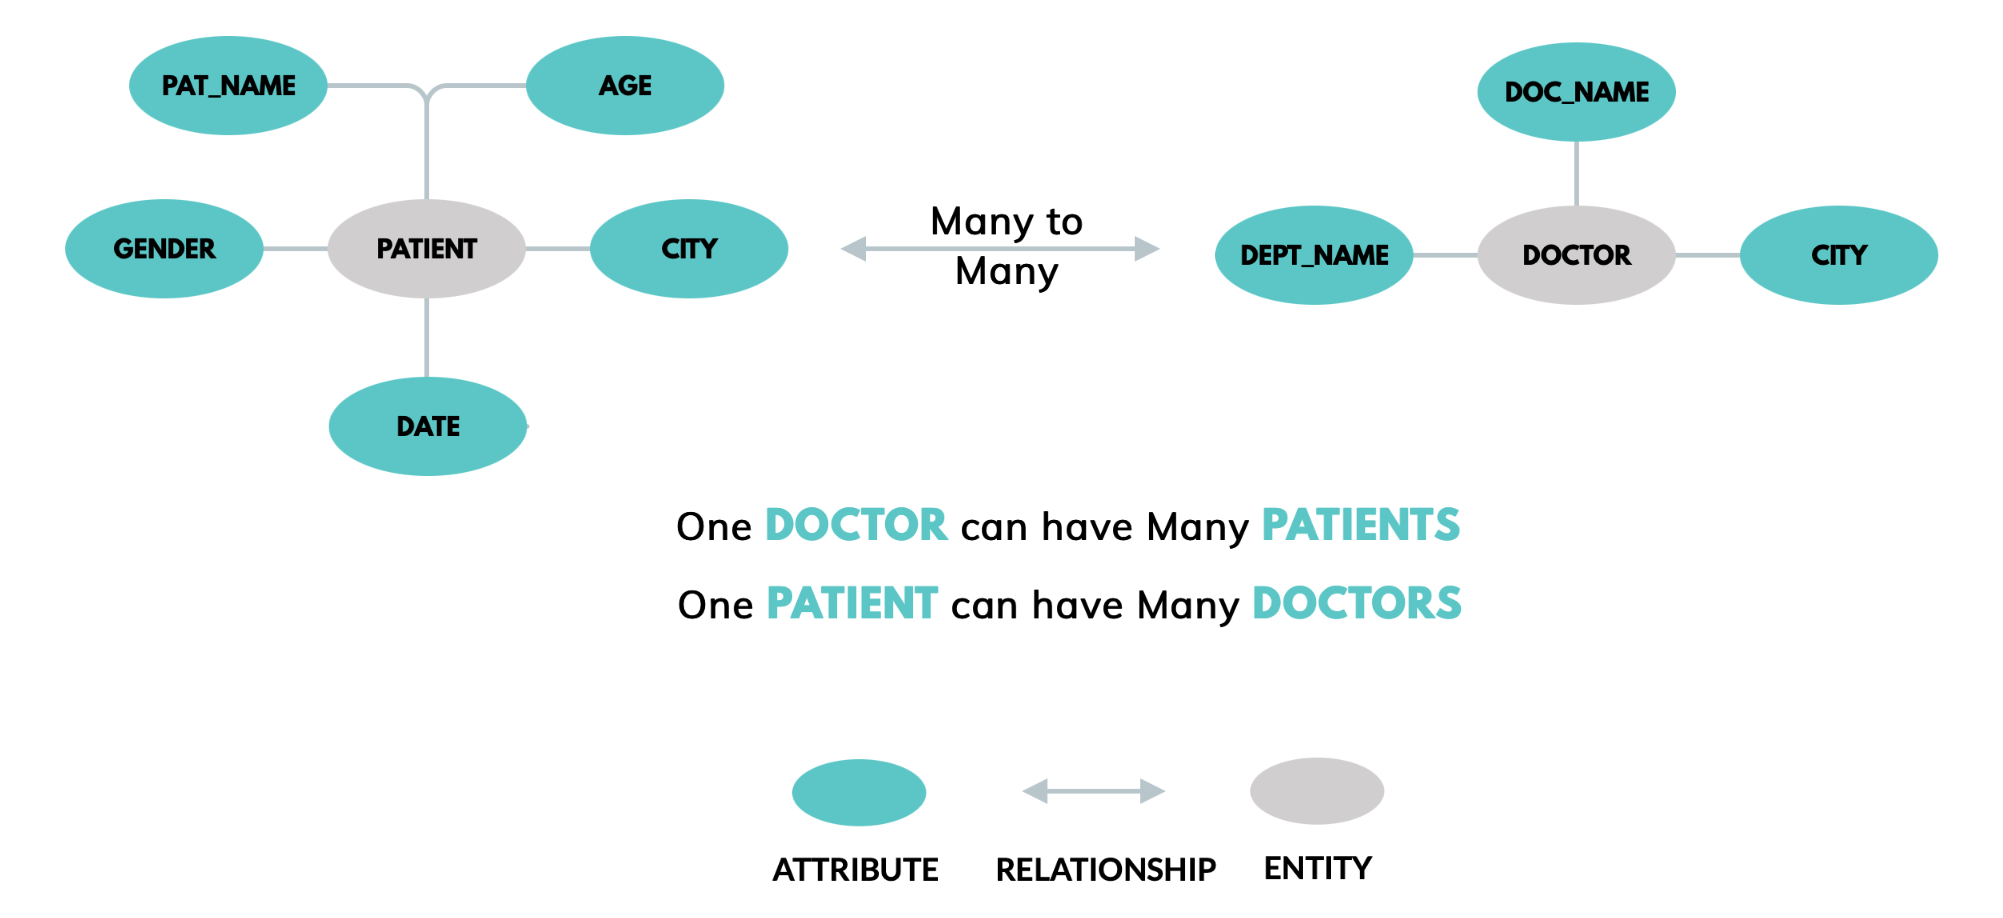 PAT_NAME
AGE
GENDER
PATIENT
CITY
DATE
Many to
Many
DOC_NAME
DEPT_NAME
DOCTOR
CITY
One DOCTOR can have Many PATIENTS
One PATIENT can have Many DOCTORS
ATTRIBUTE
RELATIONSHIP
ENTITY